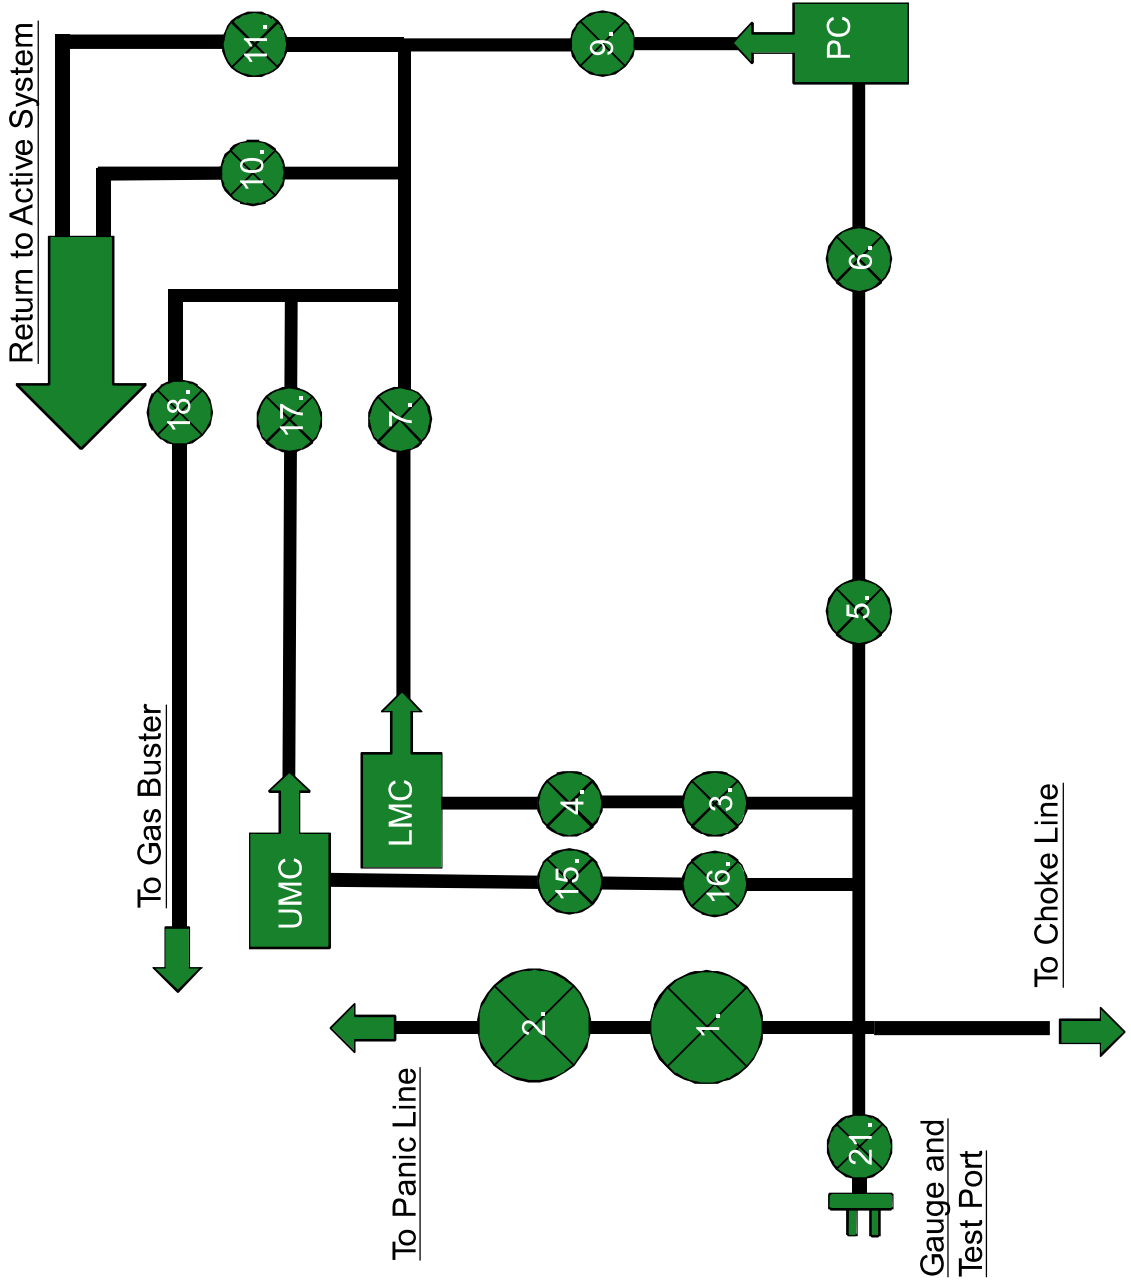 Gauge and
Test Port
21.
To Panic Line
2.
1.
To Choke Line
To Gas Buster
UMC
LMC
15.
16.
4.
3.
5.
18.
17.
7.
6.
Return to Active System
10.
11.
9.
PC